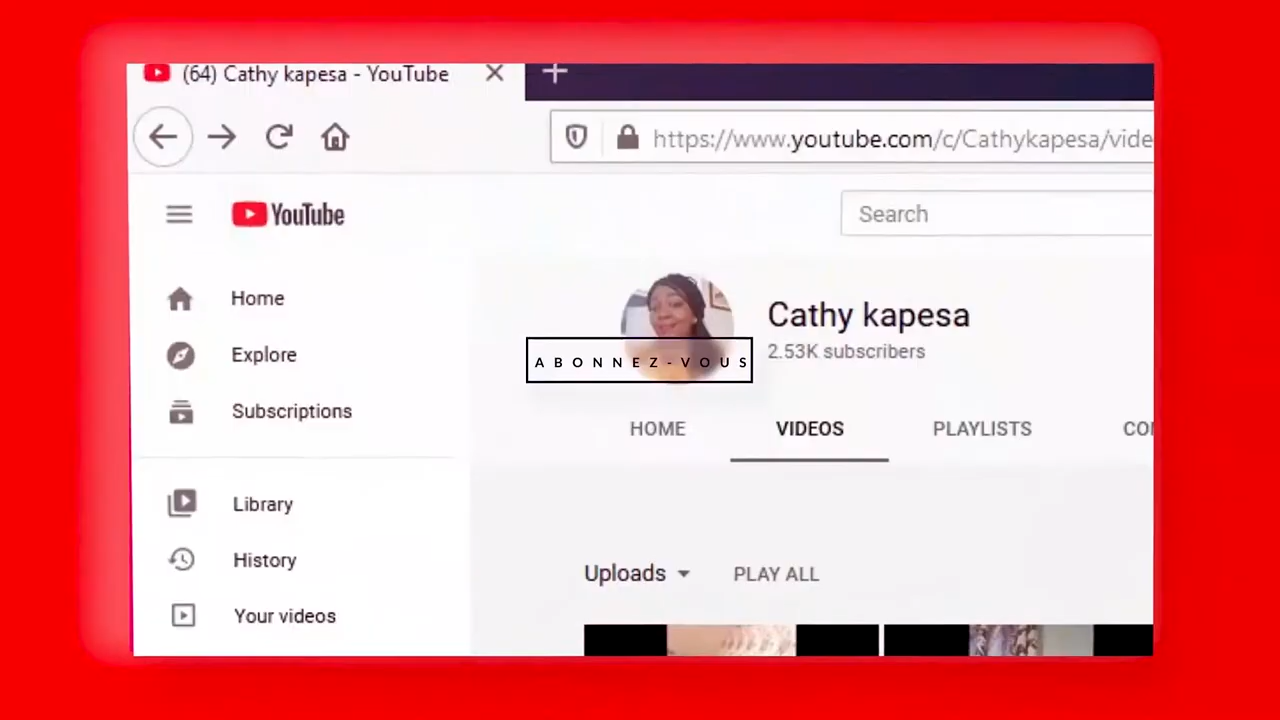 (64) Cathy kapesa - YouTube
https://www.youtube.com/c/Cathykapesa/vide
YouTube
Search
Home
Explore
Subscriptions
Library
History
Your videos
Cathy kapesa
2.53K subscribers
ABONNEZ-VOUS
HOME VIDEOS PLAYLISTS CO
Uploads PLAY ALL